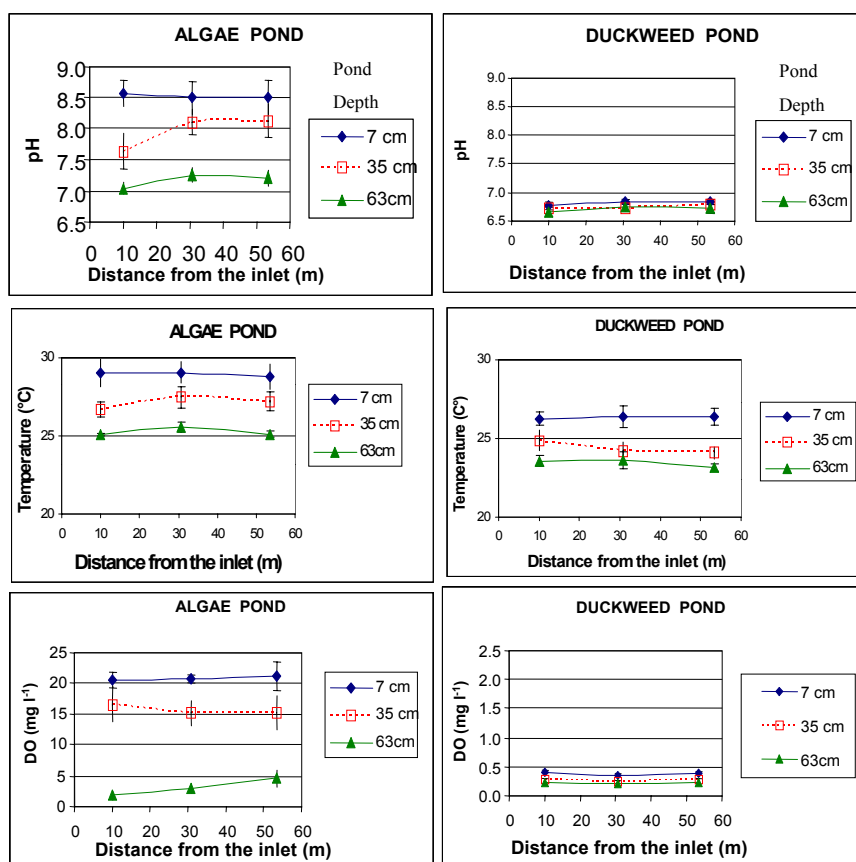 ALGAE POND
9.0
8.5
8.0
7.5
7.0
6.5
pH
0 10 20 30 40 50 60
Distance from the inlet (m)
Pond
Depth
7 cm
35 cm
63cm
DUCKWEED POND
9.0
8.5
8.0
7.5
7.0
6.5
pH
0 10 20 30 40 50 60
Distance from the inlet (m)
Pond
Depth
7 cm
35 cm
63cm
ALGAE POND
30
25
20
Temperature (°C)
0 10 20 30 40 50 60
Distance from the inlet (m)
7 cm
35 cm
63cm
DUCKWEED POND
30
25
20
Temperature (C°)
0 10 20 30 40 50 60
Distance from the inlet (m)
7 cm
35 cm
63cm
ALGAE POND
25
20
15
10
5
0
DO (mg l-1)
0 10 20 30 40 50 60
Distance from the inlet (m)
7 cm
35 cm
63cm
DUCKWEED POND
2.5
2.0
1.5
1.0
0.5
0.0
DO (mg l-1)
0 10 20 30 40 50 60
Distance from the inlet (m)
7 cm
35 cm
63cm